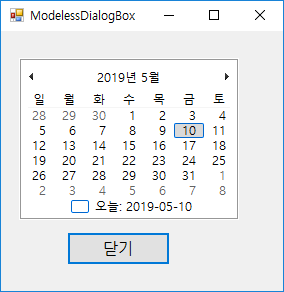 ModelessDialogBox
2019년 5월
일 월 화 수 목 금 토
28 29 30 1 2 3 4
5 6 7 8 9 10 11
12 13 14 15 16 17 18
19 20 21 22 23 24 25
26 27 28 29 30 31 1
2 3 4 5 6 7 8
오늘: 2019-05-10
닫기